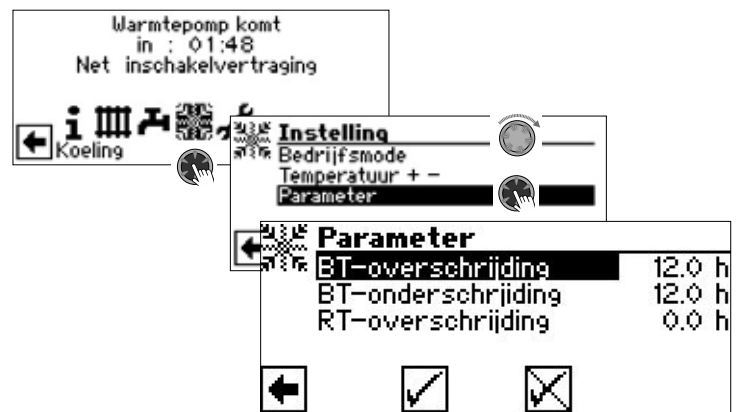 Warmtepomp komt
in : 01:48
Net inschakelvertraging
Koeling
Instelling
Bedrijfsmode
Temperatuur + -
Parameter
Parameter
BT-overschrijding 12.0 h
BT-onderschrijding 12.0 h
RT-overschrijding 0.0 h